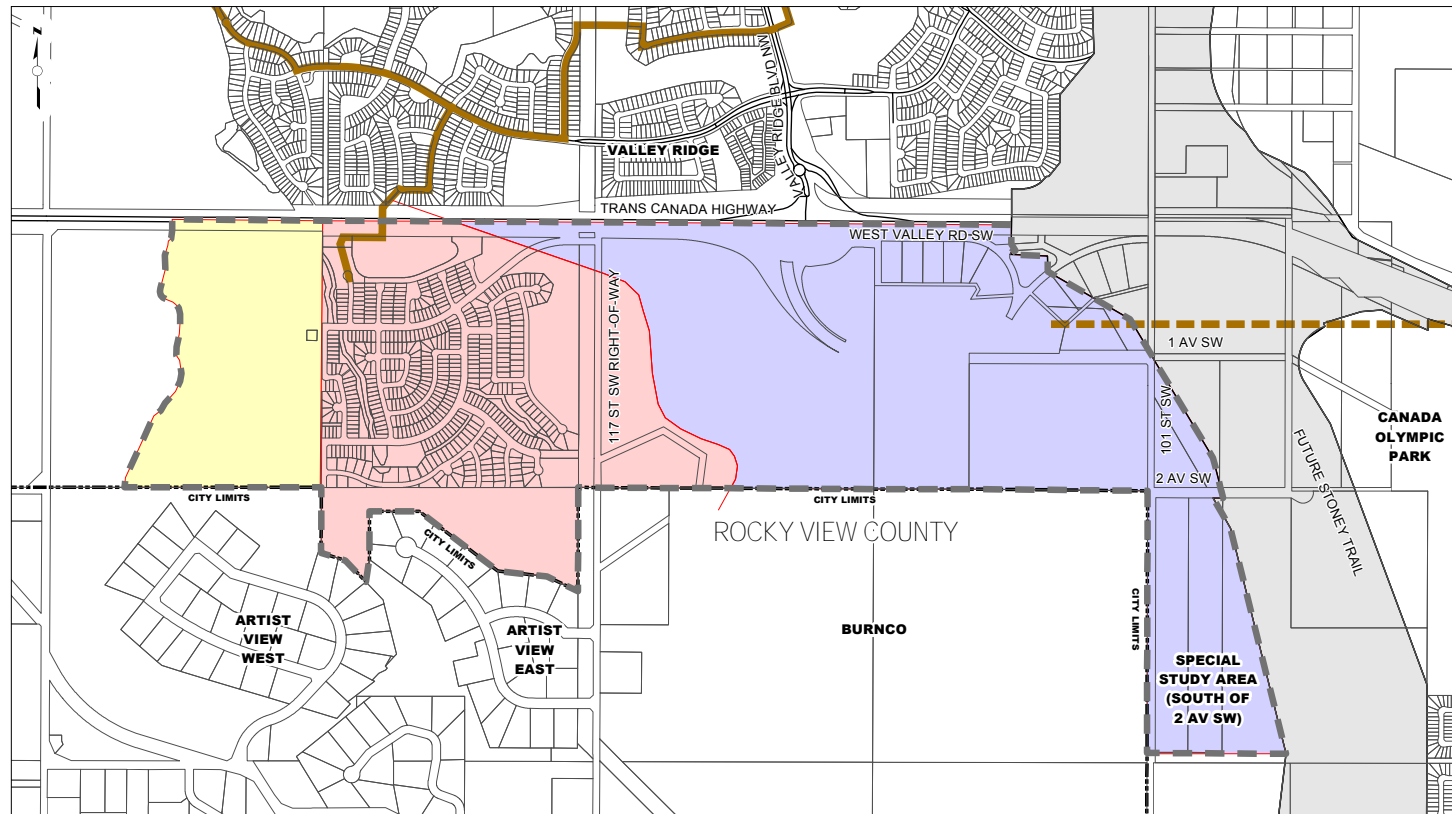 Z
VALLEY RIDGE BLVD NW
VALLEY RIDGE
TRANS CANADA HIGHWAY
WEST VALLEY RD SW
117 ST SW RIGHT-OF-WAY
1 AV SW
101 ST SW
2 AV SW
CANADA
OLYMPIC
PARK
FUTURE STONEY TRAIL
CITY LIMITS
CITY LIMITS
CITY LIMITS
ROCKY VIEW COUNTY
ARTIST
VIEW
WEST
ARTIST
VIEW
EAST
BURNCO
CITY LIMITS
SPECIAL
STUDY AREA
(SOUTH OF
2 AV SW)